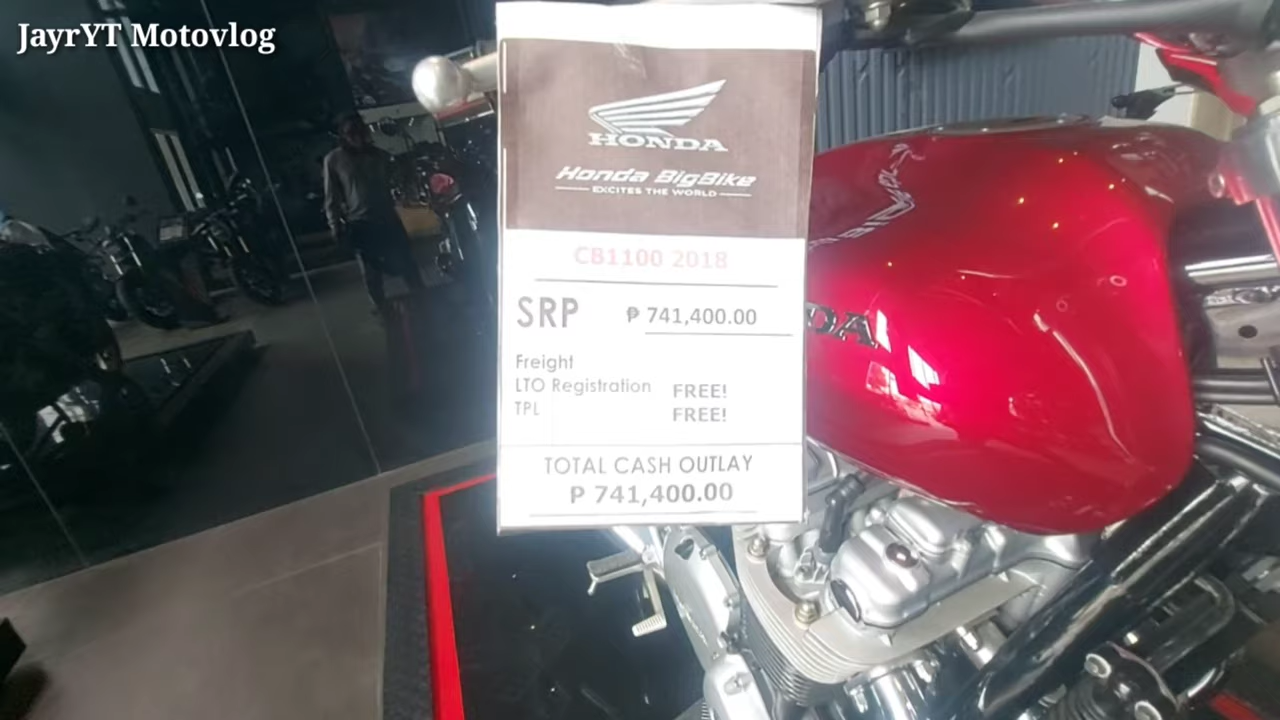 JayrYT Motovlog
HONDA
Honda BigBike
EXCITES THE WORLD
CB1100 2018
SRP ₱ 741,400.00
Freight
LTO Registration FREE!
TPL FREE!
TOTAL CASH OUTLAY
₱ 741,400.00
DA